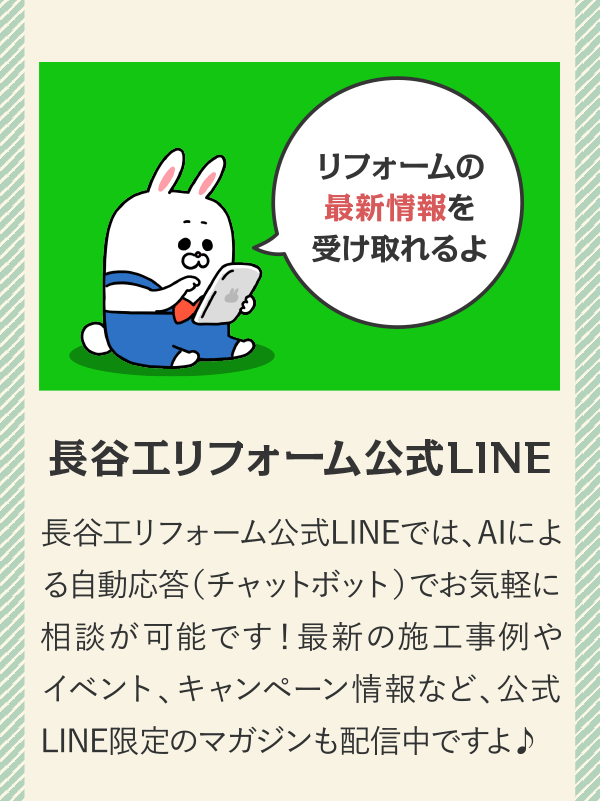 リフォームの
最新情報を
受け取れるよ
長谷工リフォーム公式LINE
長谷工リフォーム公式LINEでは、AIによ
る自動応答（チャットボット）でお気軽に
相談が可能です！最新の施工事例や
イベント、キャンペーン情報など、公式
LINE限定のマガジンも配信中ですよ♪